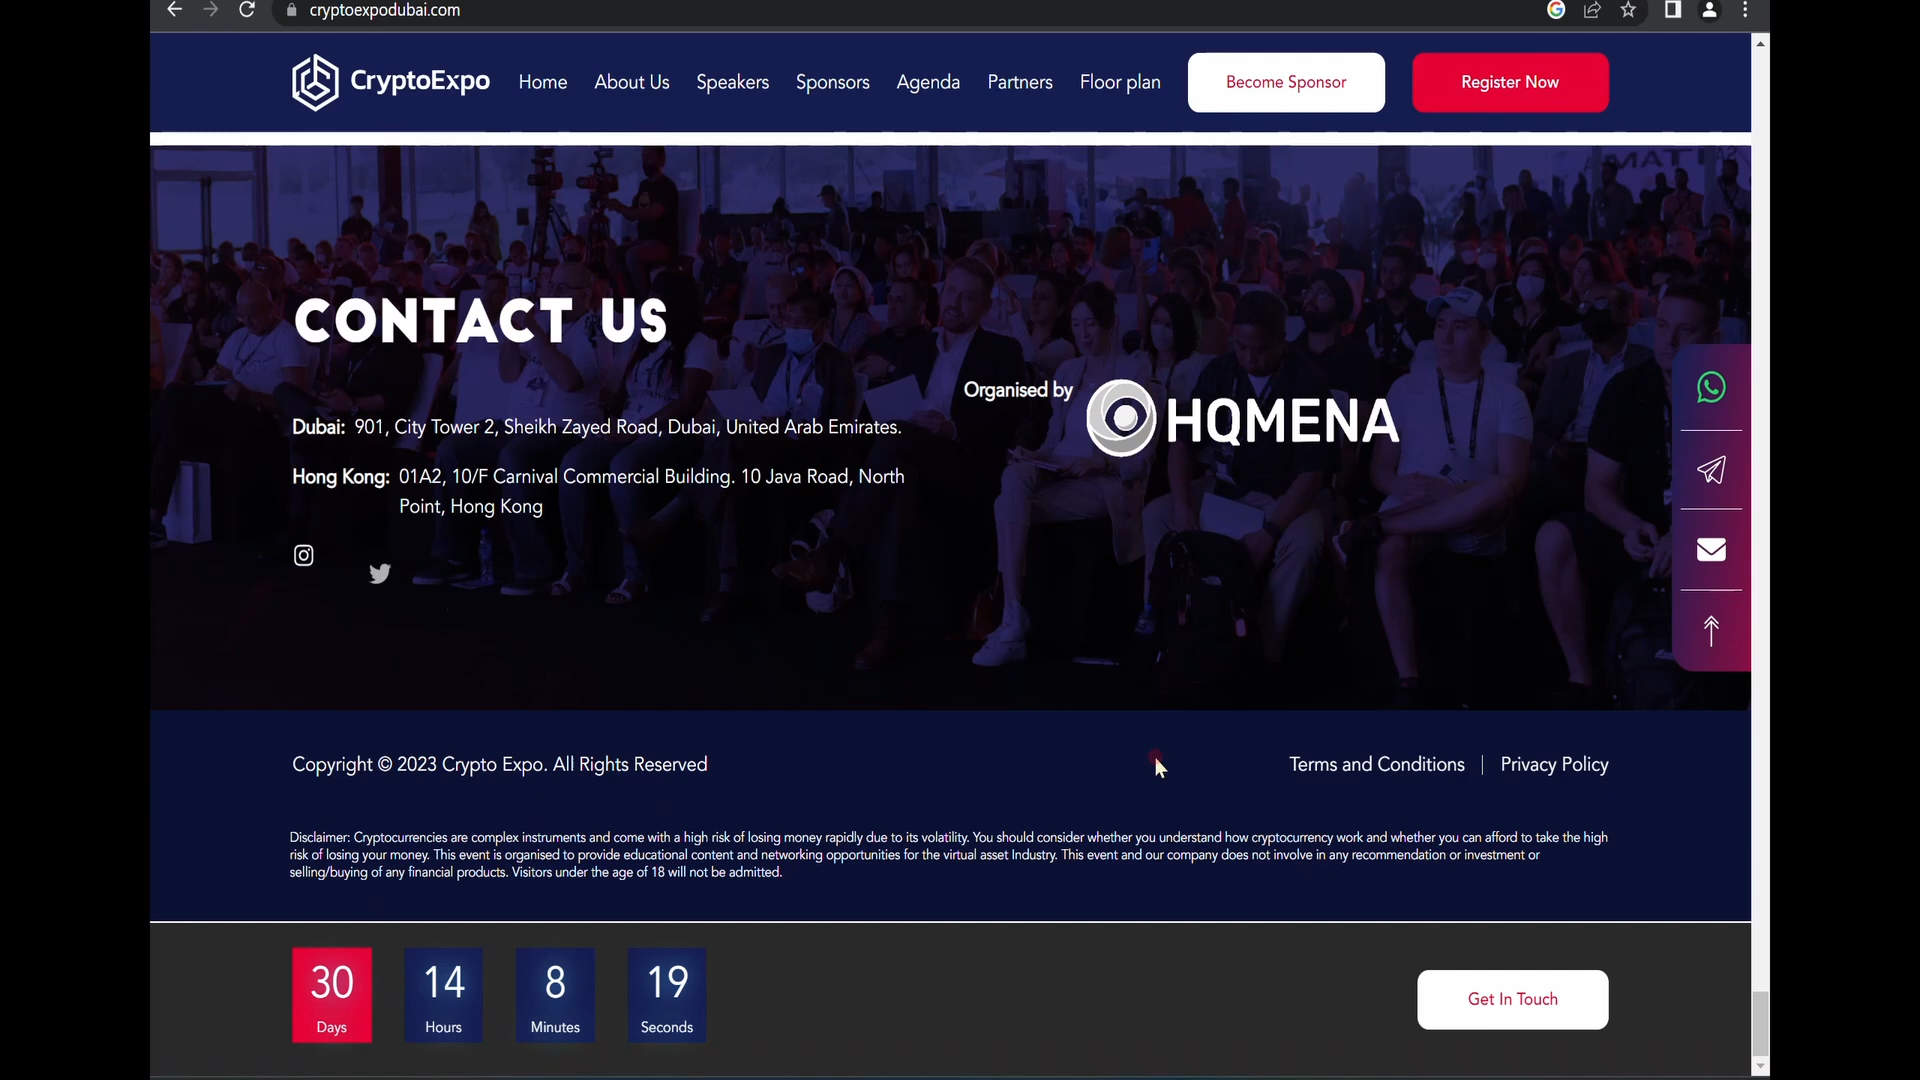 cryptoexpodubai.com
CryptoExpo Home About Us Speakers Sponsors Agenda Partners Floor plan Become Sponsor Register Now
CONTACT US
Organised by HQMENA
Dubai: 901, City Tower 2, Sheikh Zayed Road, Dubai, United Arab Emirates.
Hong Kong: 01A2, 10/F Carnival Commercial Building. 10 Java Road, North
Point, Hong Kong
Copyright © 2023 Crypto Expo. All Rights Reserved
Terms and Conditions | Privacy Policy
Disclaimer: Cryptocurrencies are complex instruments and come with a high risk of losing money rapidly due to its volatility. You should consider whether you understand how cryptocurrency work and whether you can afford to take the high
risk of losing your money. This event is organised to provide educational content and networking opportunities for the virtual asset Industry. This event and our company does not involve in any recommendation or investment or
selling/buying of any financial products. Visitors under the age of 18 will not be admitted.
30 14 8 19
Days Hours Minutes Seconds
Get In Touch